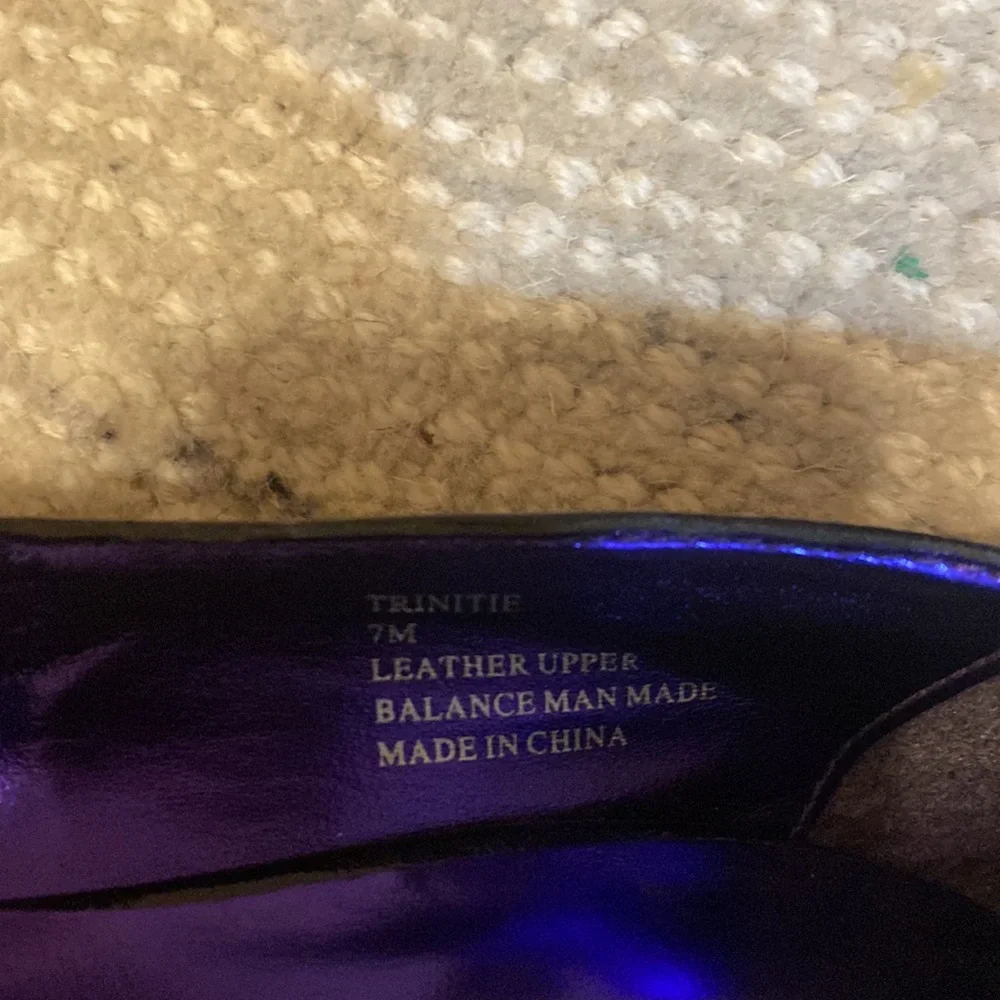 TRINITIE
7M
LEATHER UPPER
BALANCE MAN MADE
MADE IN CHINA